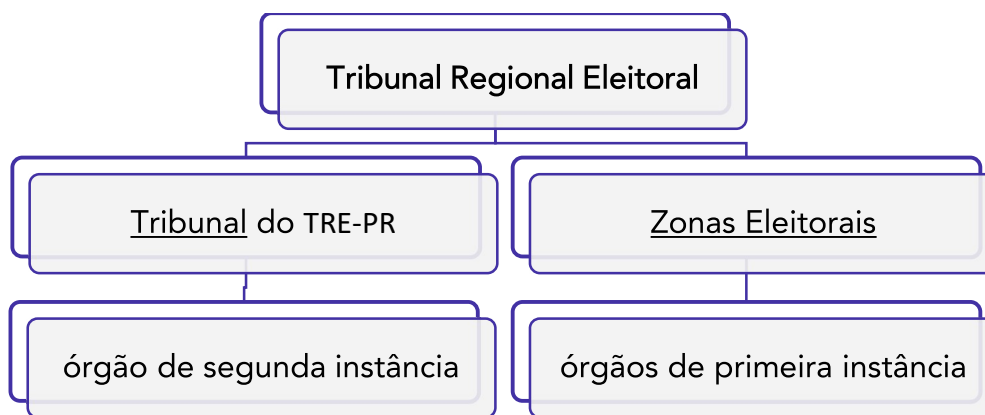 Tribunal Regional Eleitoral
Tribunal do TRE-PR
Zonas Eleitorais
órgão de segunda instância
órgãos de primeira instância